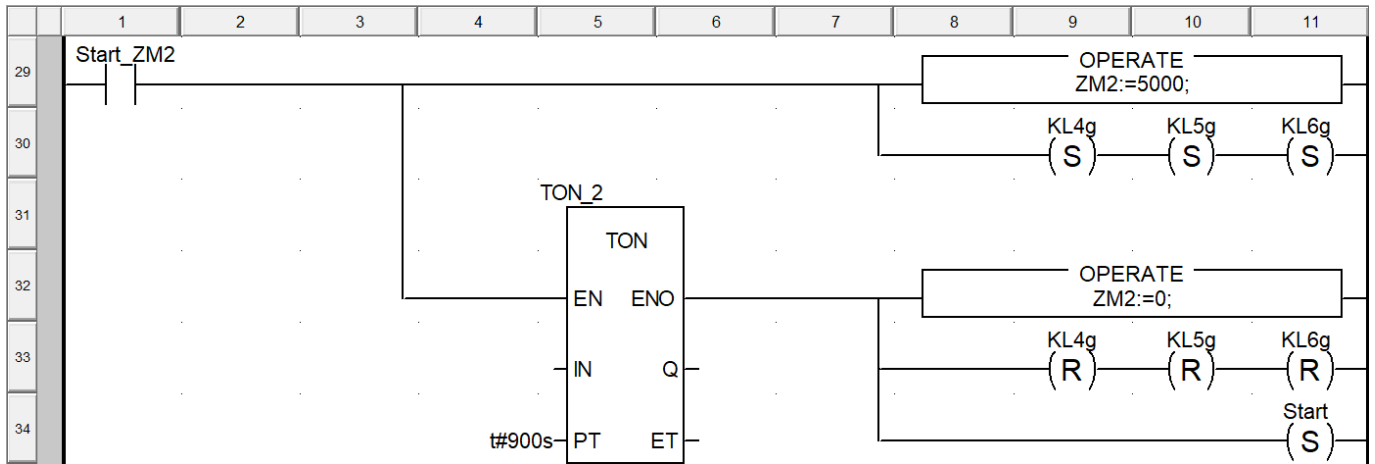 1 2 3 4 5 6 7 8 9 10 11
29
Start_ZM2
OPERATE
ZM2:=5000;
30
KL4g KL5g KL6g
S S S
31
TON_2
TON
32
EN ENO
OPERATE
ZM2:=0;
33
IN Q
KL4g KL5g KL6g
R R R
34
t#900s PT ET
Start
S